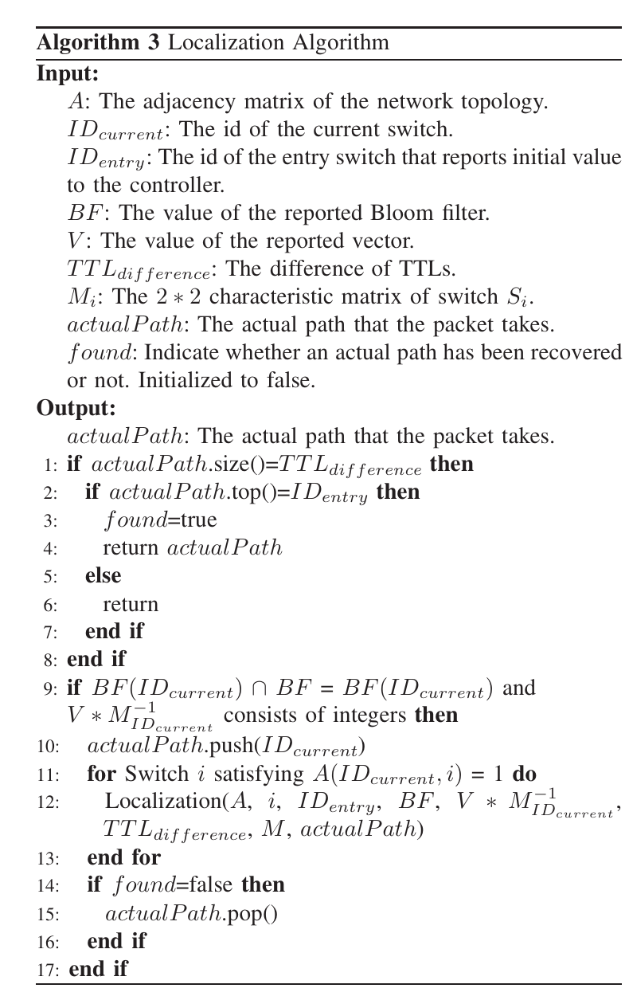 Algorithm 3 Localization Algorithm
Input:
A: The adjacency matrix of the network topology.
ID_{current}: The id of the current switch.
ID_{entry}: The id of the entry switch that reports initial value
to the controller.
BF: The value of the reported Bloom filter.
V: The value of the reported vector.
TTL_{difference}: The difference of TTLs.
M_i: The 2 ∗ 2 characteristic matrix of switch S_i.
actualPath: The actual path that the packet takes.
found: Indicate whether an actual path has been recovered
or not. Initialized to false.
Output:
actualPath: The actual path that the packet takes.
1: if actualPath.size()=TTL_{difference} then
2: if actualPath.top()=ID_{entry} then
3: found=true
4: return actualPath
5: else
6: return
7: end if
8: end if
9: if BF(ID_{current}) ∩ BF = BF(ID_{current}) and
V ∗ M^{-1}_{ID_{current}} consists of integers then
10: actualPath.push(ID_{current})
11: for Switch i satisfying A(ID_{current}, i) = 1 do
12: Localization(A, i, ID_{entry}, BF, V ∗ M^{-1}_{ID_{current}},
TTL_{difference}, M, actualPath)
13: end for
14: if found=false then
15: actualPath.pop()
16: end if
17: end if